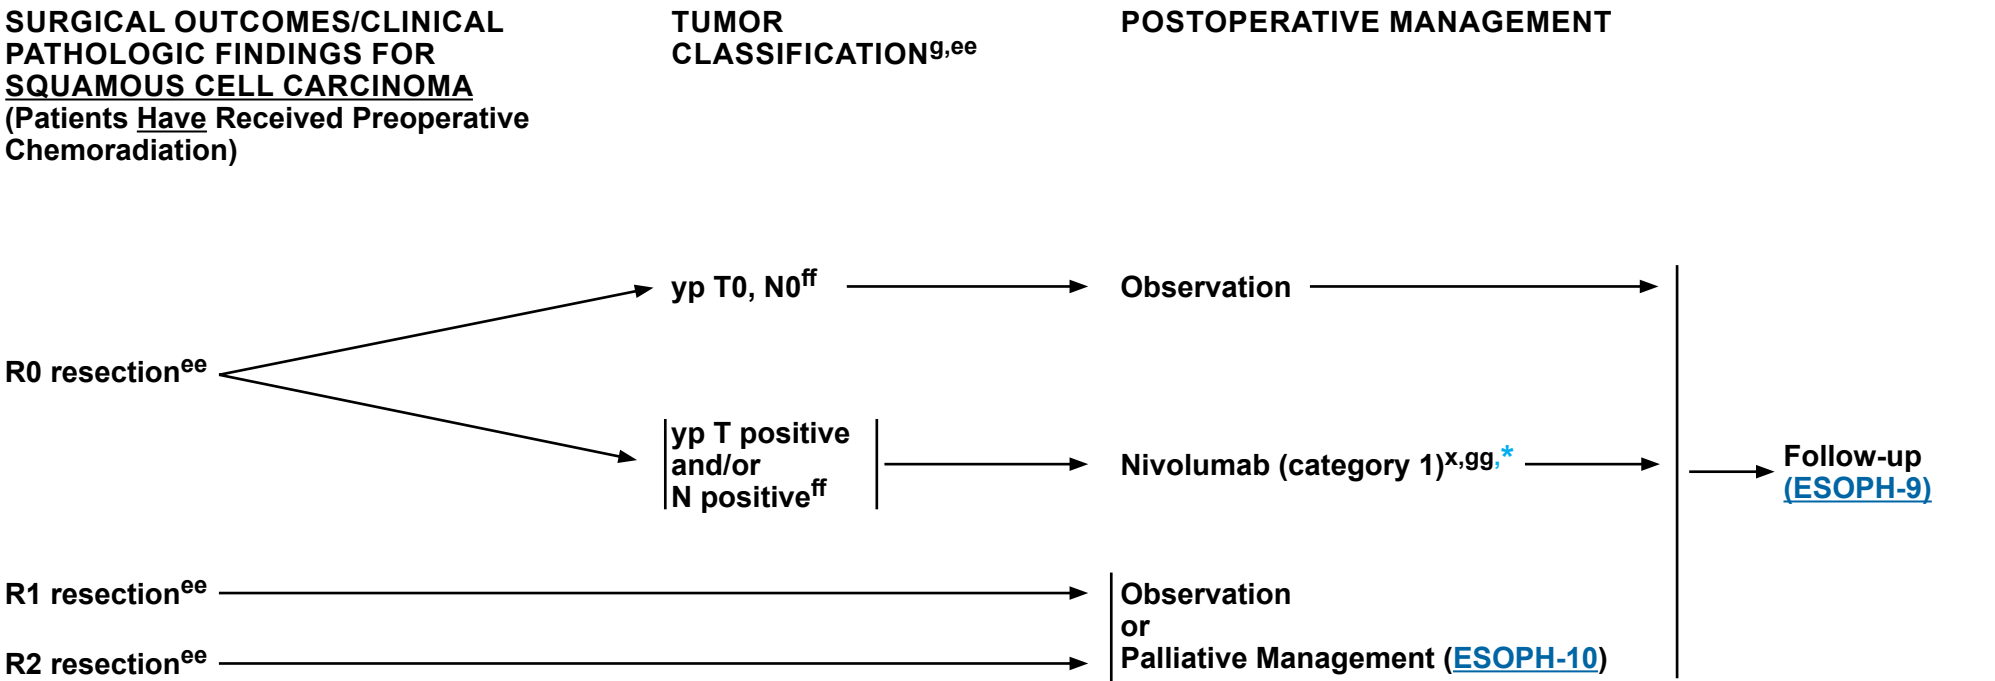 SURGICAL OUTCOMES/CLINICAL
PATHOLOGIC FINDINGS FOR
SQUAMOUS CELL CARCINOMA
(Patients Have Received Preoperative
Chemoradiation)
TUMOR
CLASSIFICATIONg,ee
POSTOPERATIVE MANAGEMENT
R0 resectionee
yp T0, N0ff
Observation
yp T positive
and/or
N positiveff
Nivolumab (category 1)x,gg,*
Follow-up
(ESOPH-9)
R1 resectionee
R2 resectionee
Observation
or
Palliative Management (ESOPH-10)